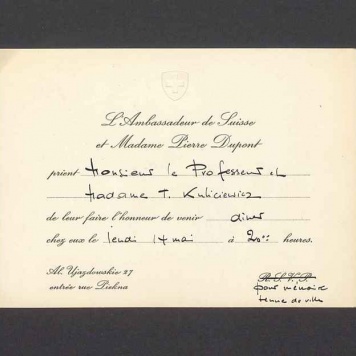 L'Ambassadeur de Suisse
et Madame Pierre Dupont
prient Monsieur le Professeur et
Madame T. Kuliciewicz
de leur faire l'honneur de venir dîner
chez eux le Jeudi 14 mai à 20°° heures.
Al. Ujazdowskie 27
entrée rue Piekna
R.S.V.P.
pour mémoire
tenue de ville